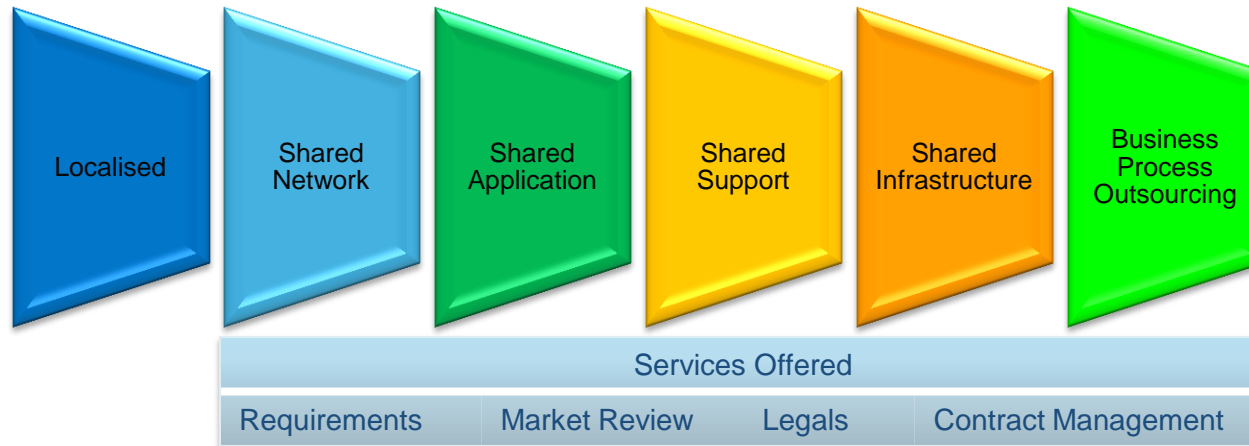 Localised
Shared
Network
Shared
Application
Shared
Support
Shared
Infrastructure
Business
Process
Outsourcing
Services Offered
Requirements Market Review Legals Contract Management